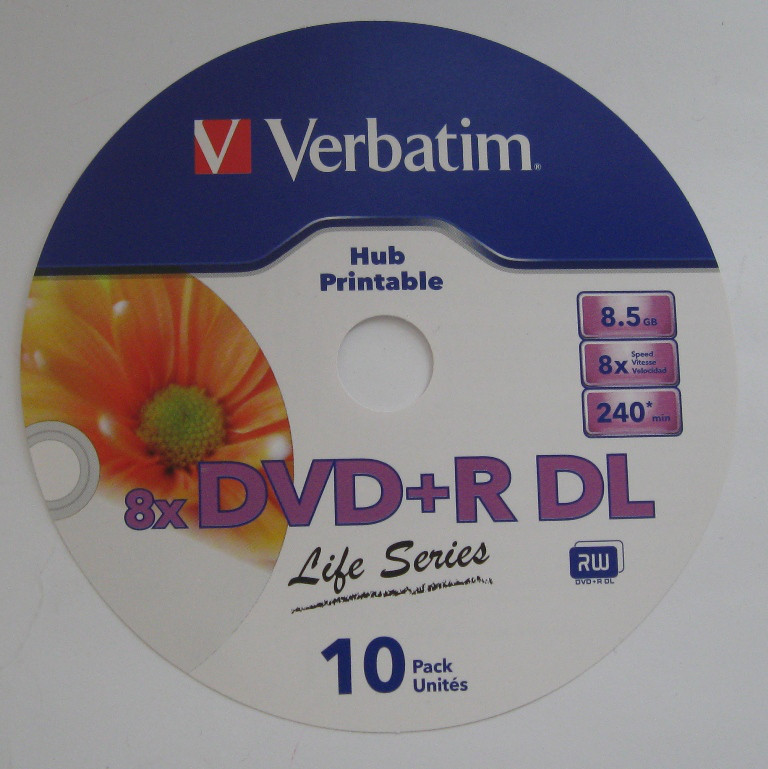 V Verbatim®
Hub
Printable
8.5 GB
8x Speed
Vitesse
Velocidad
240* min
8x DVD+R DL
Life Series
RW
DVD+R DL
10 Pack
Unités